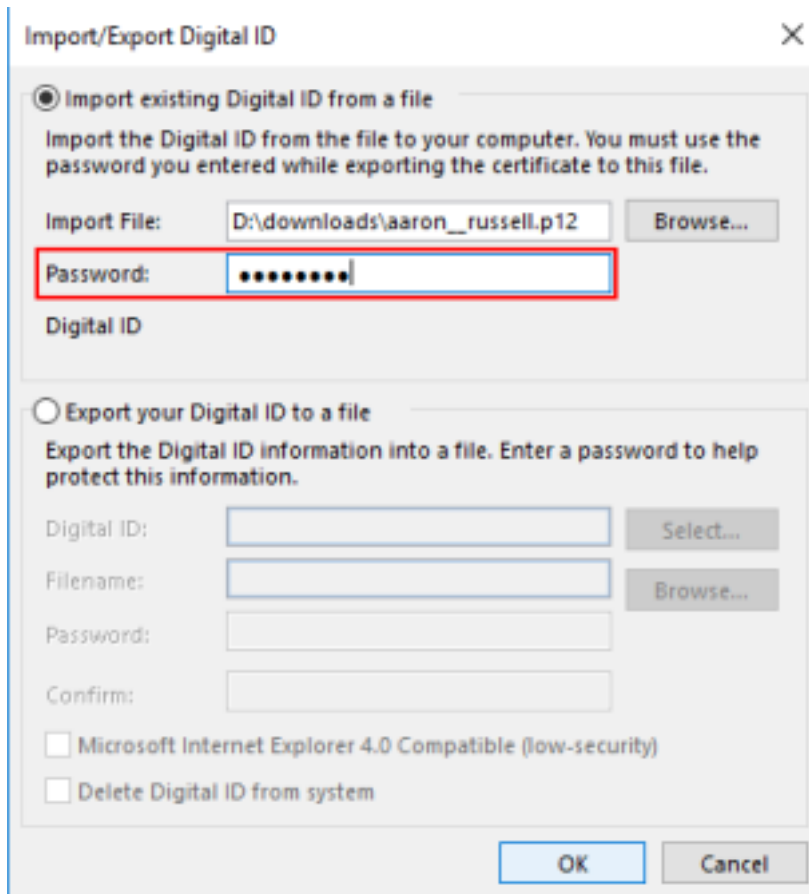 Import/Export Digital ID
Import existing Digital ID from a file
Import the Digital ID from the file to your computer. You must use the
password you entered while exporting the certificate to this file.
Import File: D:\downloads\aaron__russell.p12 Browse...
Password: ●●●●●●●●
Digital ID
Export your Digital ID to a file
Export the Digital ID information into a file. Enter a password to help
protect this information.
Digital ID: Select...
Filename: Browse...
Password:
Confirm:
Microsoft Internet Explorer 4.0 Compatible (low-security)
Delete Digital ID from system
OK Cancel